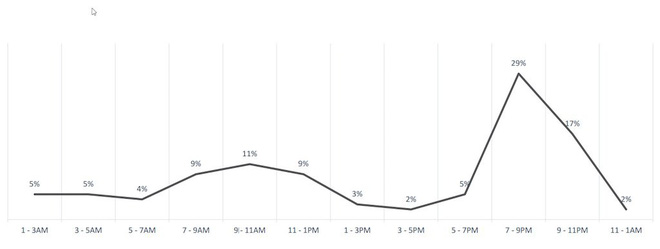 29%
17%
11%
9%
9%
5%
5%
4%
3%
2%
5%
2%
1 - 3AM
3 - 5AM
5 - 7AM
7 - 9AM
9 - 11AM
11 - 1PM
1 - 3PM
3 - 5PM
5 - 7PM
7 - 9PM
9 - 11PM
11 - 1AM